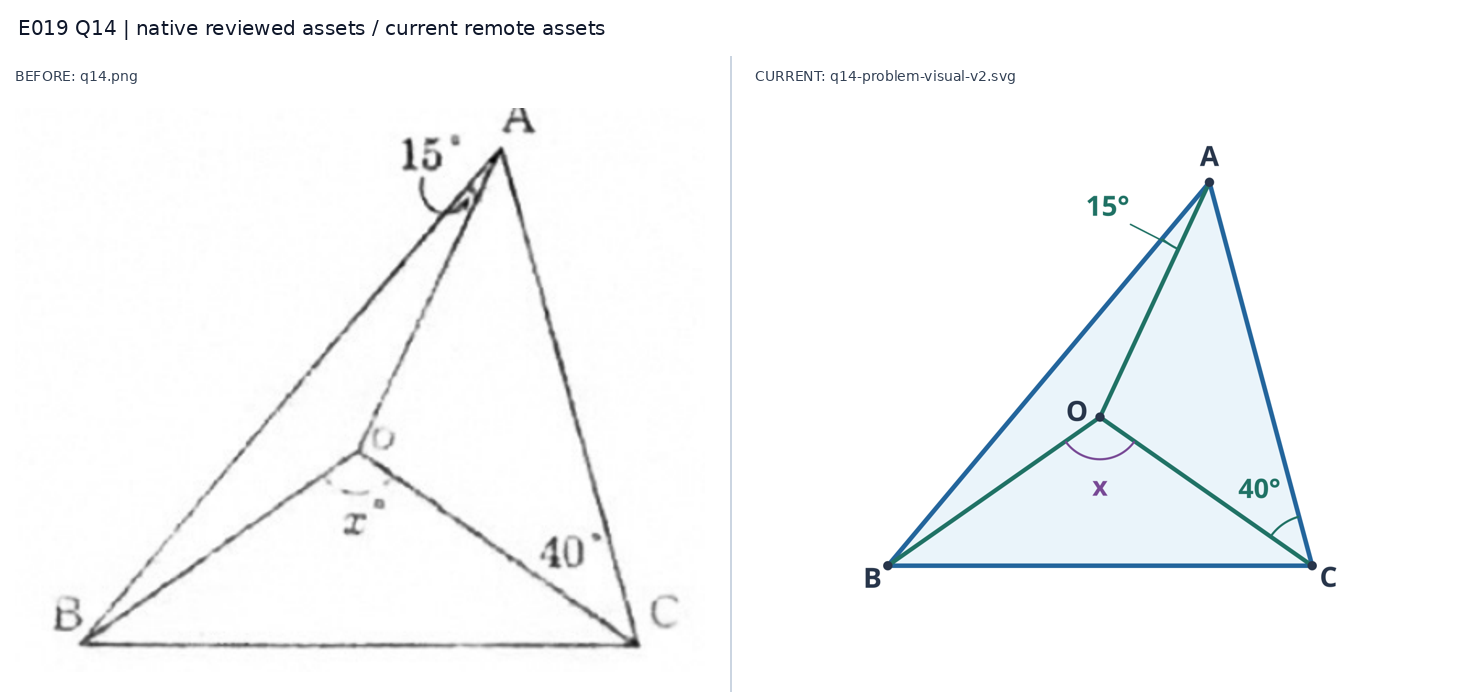 E019 Q14 | native reviewed assets / current remote assets
BEFORE: q14.png
A
15°
O
x°
40°
B
C
CURRENT: q14-problem-visual-v2.svg
A
15°
O
x
40°
B
C